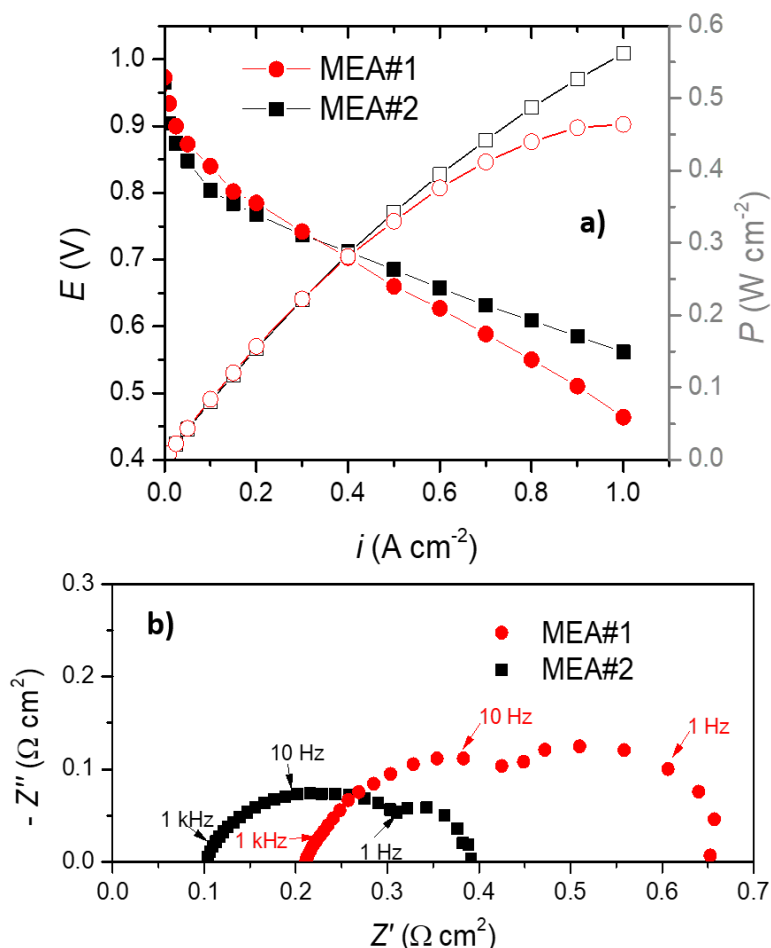 MEA#1
MEA#2
a)
E (V)
1.0
0.9
0.8
0.7
0.6
0.5
0.4
P (W cm-2)
0.6
0.5
0.4
0.3
0.2
0.1
0.0
0.0 0.2 0.4 0.6 0.8 1.0
i (A cm-2)
b)
MEA#1
MEA#2
- Z'' (Ω cm2)
0.3
0.2
0.1
0.0
10 Hz
1 Hz
10 Hz
1 kHz
1 kHz
1 Hz
0.0 0.1 0.2 0.3 0.4 0.5 0.6 0.7
Z' (Ω cm2)